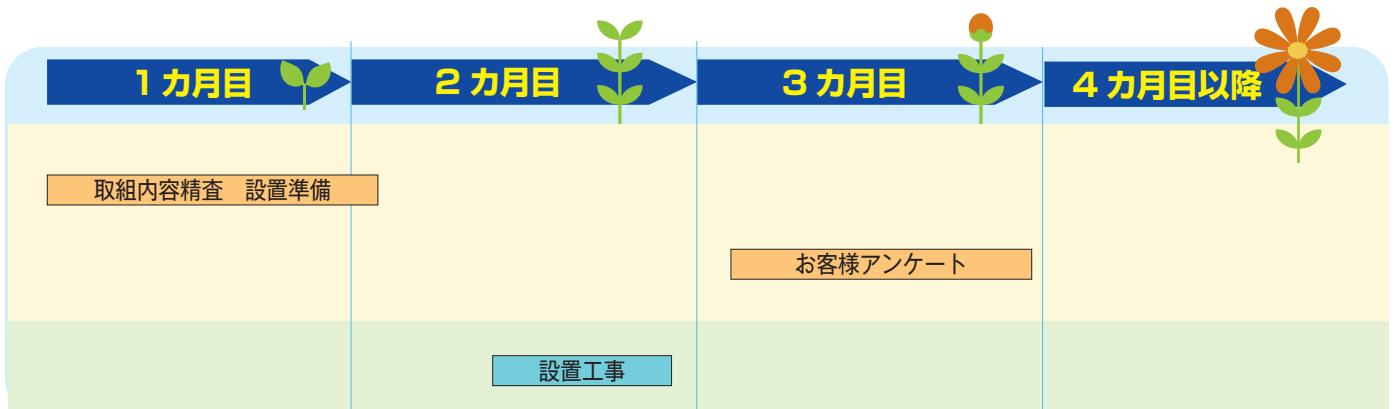 1カ月目
2カ月目
3カ月目
4カ月目以降
取組内容精査　設置準備
お客様アンケート
設置工事